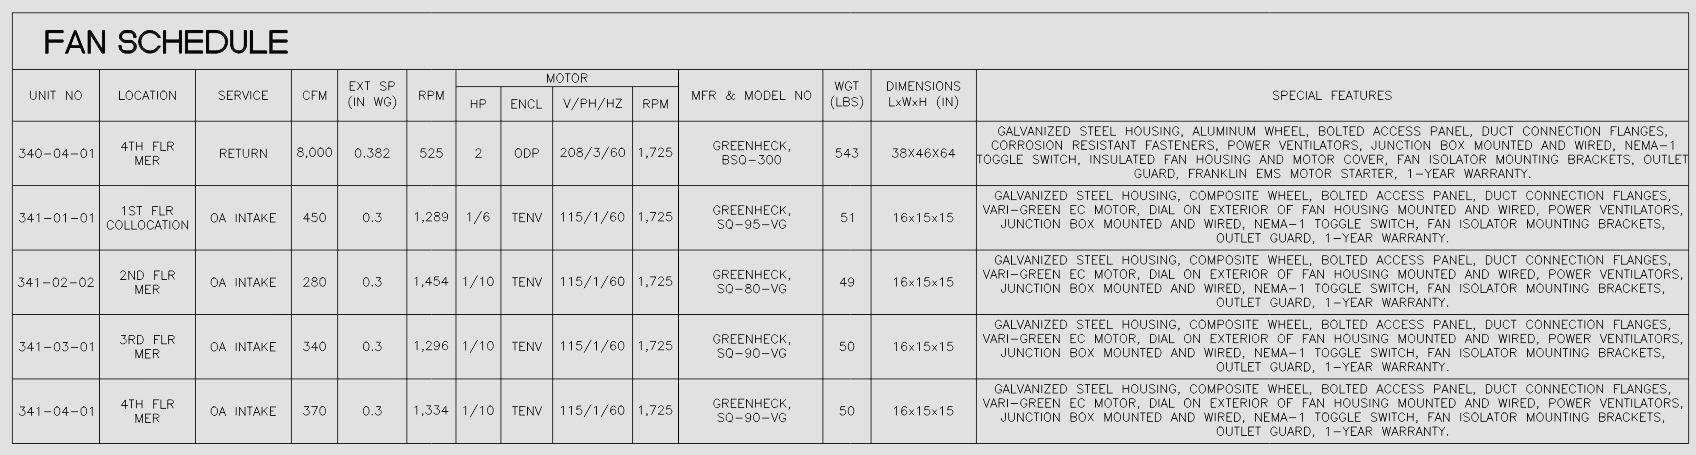 FAN SCHEDULE
UNIT NO LOCATION SERVICE CFM EXT SP (IN WG) RPM MOTOR HP ENCL V/PH/HZ RPM MFR & MODEL NO WGT (LBS) DIMENSIONS LxWxH (IN) SPECIAL FEATURES
340-04-01 4TH FLR MER RETURN 8,000 0.382 525 2 ODP 208/3/60 1,725 GREENHECK, BSQ-300 543 38X46X64
GALVANIZED STEEL HOUSING, ALUMINUM WHEEL, BOLTED ACCESS PANEL, DUCT CONNECTION FLANGES,
CORROSION RESISTANT FASTENERS, POWER VENTILATORS, JUNCTION BOX MOUNTED AND WIRED, NEMA-1
TOGGLE SWITCH, INSULATED FAN HOUSING AND MOTOR COVER, FAN ISOLATOR MOUNTING BRACKETS, OUTLET
GUARD, FRANKLIN EMS MOTOR STARTER, 1-YEAR WARRANTY.
341-01-01 1ST FLR COLLOCATION OA INTAKE 450 0.3 1,289 1/6 TENV 115/1/60 1,725 GREENHECK, SQ-95-VG 51 16x15x15
GALVANIZED STEEL HOUSING, COMPOSITE WHEEL, BOLTED ACCESS PANEL, DUCT CONNECTION FLANGES,
VARI-GREEN EC MOTOR, DIAL ON EXTERIOR OF FAN HOUSING MOUNTED AND WIRED, POWER VENTILATORS,
JUNCTION BOX MOUNTED AND WIRED, NEMA-1 TOGGLE SWITCH, FAN ISOLATOR MOUNTING BRACKETS,
OUTLET GUARD, 1-YEAR WARRANTY.
341-02-02 2ND FLR MER OA INTAKE 280 0.3 1,454 1/10 TENV 115/1/60 1,725 GREENHECK, SQ-80-VG 49 16x15x15
GALVANIZED STEEL HOUSING, COMPOSITE WHEEL, BOLTED ACCESS PANEL, DUCT CONNECTION FLANGES,
VARI-GREEN EC MOTOR, DIAL ON EXTERIOR OF FAN HOUSING MOUNTED AND WIRED, POWER VENTILATORS,
JUNCTION BOX MOUNTED AND WIRED, NEMA-1 TOGGLE SWITCH, FAN ISOLATOR MOUNTING BRACKETS,
OUTLET GUARD, 1-YEAR WARRANTY.
341-03-01 3RD FLR MER OA INTAKE 340 0.3 1,296 1/10 TENV 115/1/60 1,725 GREENHECK, SQ-90-VG 50 16x15x15
GALVANIZED STEEL HOUSING, COMPOSITE WHEEL, BOLTED ACCESS PANEL, DUCT CONNECTION FLANGES,
VARI-GREEN EC MOTOR, DIAL ON EXTERIOR OF FAN HOUSING MOUNTED AND WIRED, POWER VENTILATORS,
JUNCTION BOX MOUNTED AND WIRED, NEMA-1 TOGGLE SWITCH, FAN ISOLATOR MOUNTING BRACKETS,
OUTLET GUARD, 1-YEAR WARRANTY.
341-04-01 4TH FLR MER OA INTAKE 370 0.3 1,334 1/10 TENV 115/1/60 1,725 GREENHECK, SQ-90-VG 50 16x15x15
GALVANIZED STEEL HOUSING, COMPOSITE WHEEL, BOLTED ACCESS PANEL, DUCT CONNECTION FLANGES,
VARI-GREEN EC MOTOR, DIAL ON EXTERIOR OF FAN HOUSING MOUNTED AND WIRED, POWER VENTILATORS,
JUNCTION BOX MOUNTED AND WIRED, NEMA-1 TOGGLE SWITCH, FAN ISOLATOR MOUNTING BRACKETS,
OUTLET GUARD, 1-YEAR WARRANTY.